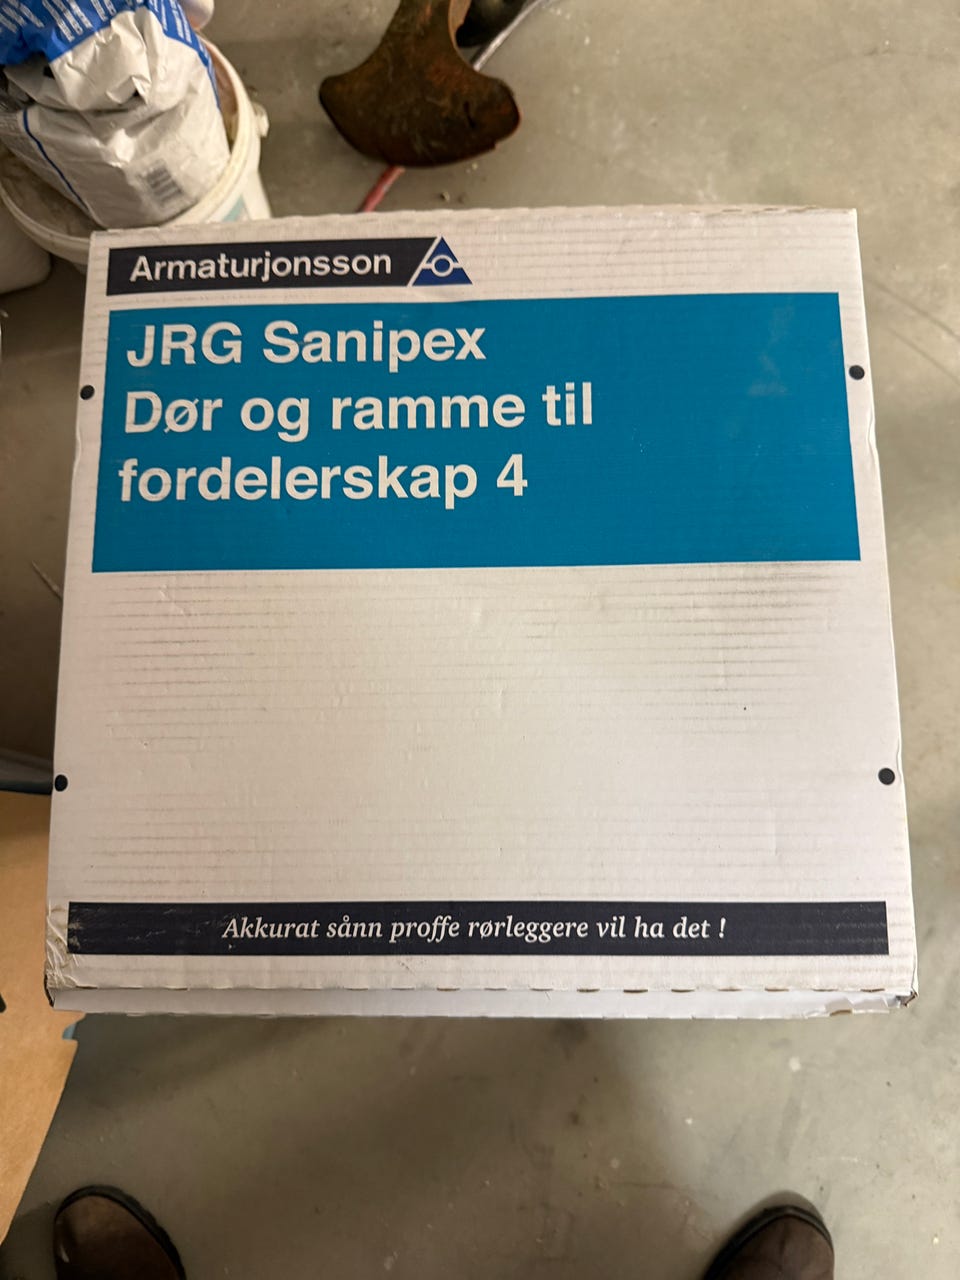 Armaturjonsson
JRG Sanipex
Dør og ramme til
fordelerskap 4
Akkurat sånn proffe rørleggere vil ha det !